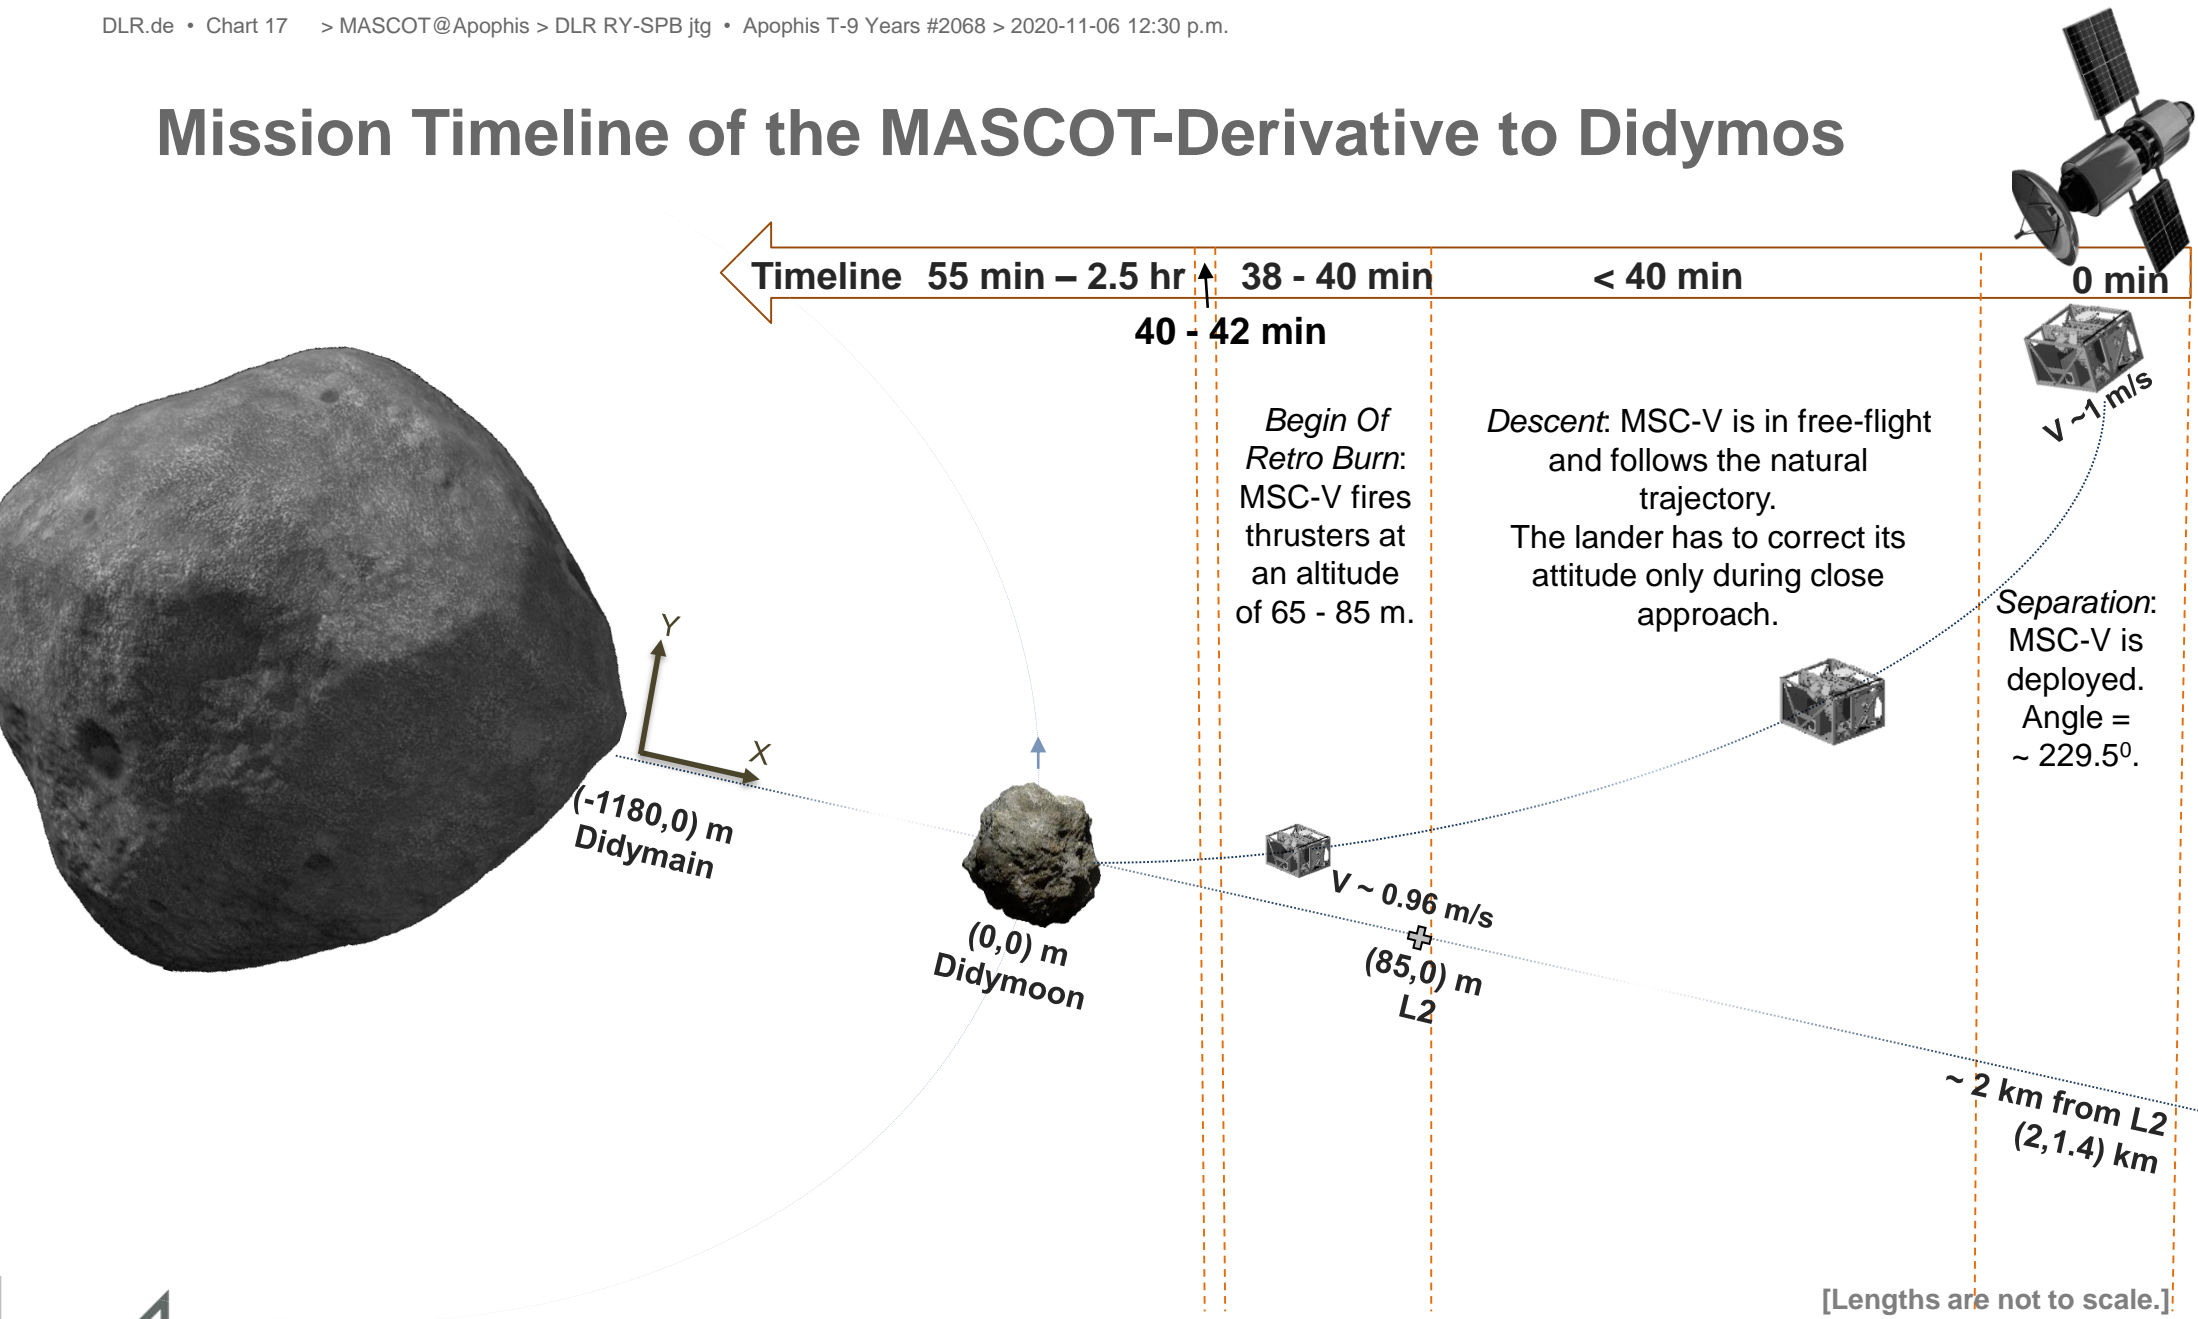 DLR.de • Chart 17 > MASCOT@Apophis > DLR RY-SPB jtg • Apophis T-9 Years #2068 > 2020-11-06 12:30 p.m.
Mission Timeline of the MASCOT-Derivative to Didymos
Timeline 55 min – 2.5 hr 38 - 40 min < 40 min 0 min
40 - 42 min
V ~1 m/s
Begin Of
Retro Burn:
MSC-V fires
thrusters at
an altitude
of 65 - 85 m.
Descent: MSC-V is in free-flight
and follows the natural
trajectory.
The lander has to correct its
attitude only during close
approach.
Separation:
MSC-V is
deployed.
Angle =
~ 229.5⁰.
Y
X
(-1180,0) m
Didymain
(0,0) m
Didymoon
V ~ 0.96 m/s
(85,0) m
L2
~ 2 km from L2
(2,1.4) km
[Lengths are not to scale.]